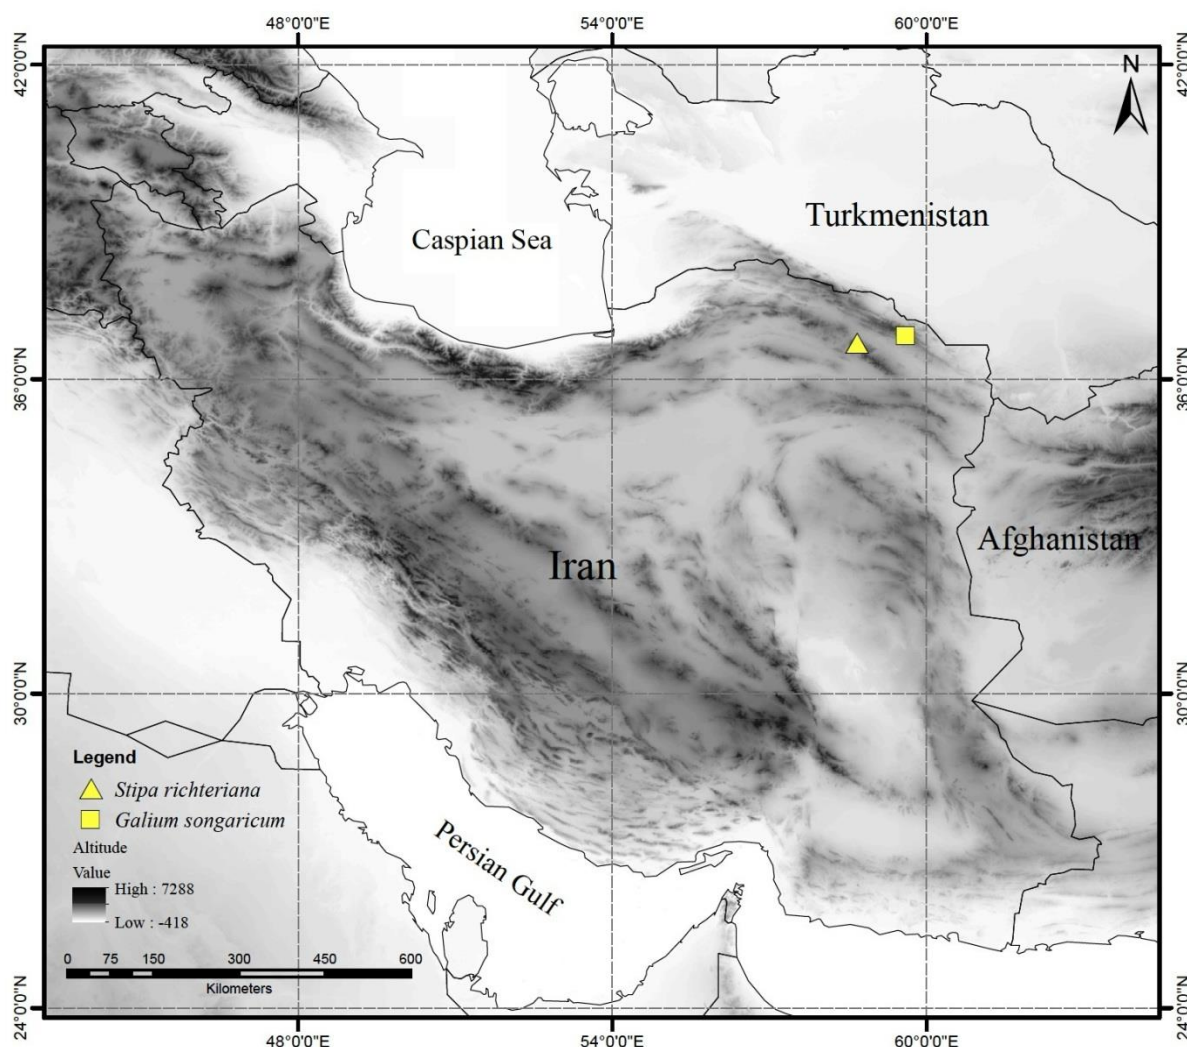 48°0'0"E
54°0'0"E
60°0'0"E
42°0'0"N
42°0'0"N
N
Turkmenistan
Caspian Sea
36°0'0"N
36°0'0"N
Afghanistan
Iran
30°0'0"N
30°0'0"N
Legend
Stipa richteriana
Galium songaricum
Altitude
Value
High : 7288
Low : -418
Persian Gulf
0 75 150 300 450 600
Kilometers
24°0'0"N
24°0'0"N
48°0'0"E
54°0'0"E
60°0'0"E